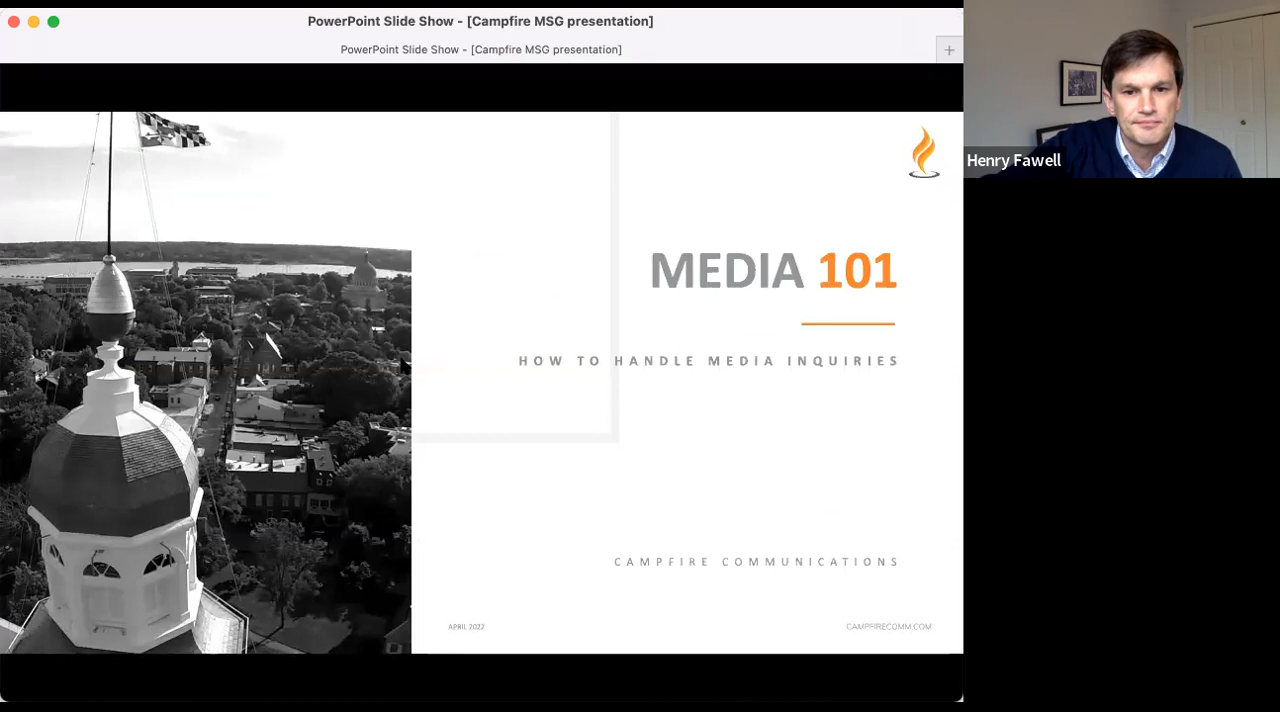 PowerPoint Slide Show - [Campfire MSG presentation]
PowerPoint Slide Show - [Campfire MSG presentation]
+
Henry Fawell
MEDIA 101
HOW TO HANDLE MEDIA INQUIRIES
CAMPFIRE COMMUNICATIONS
APRIL 2022
CAMPFIRECOMM.COM